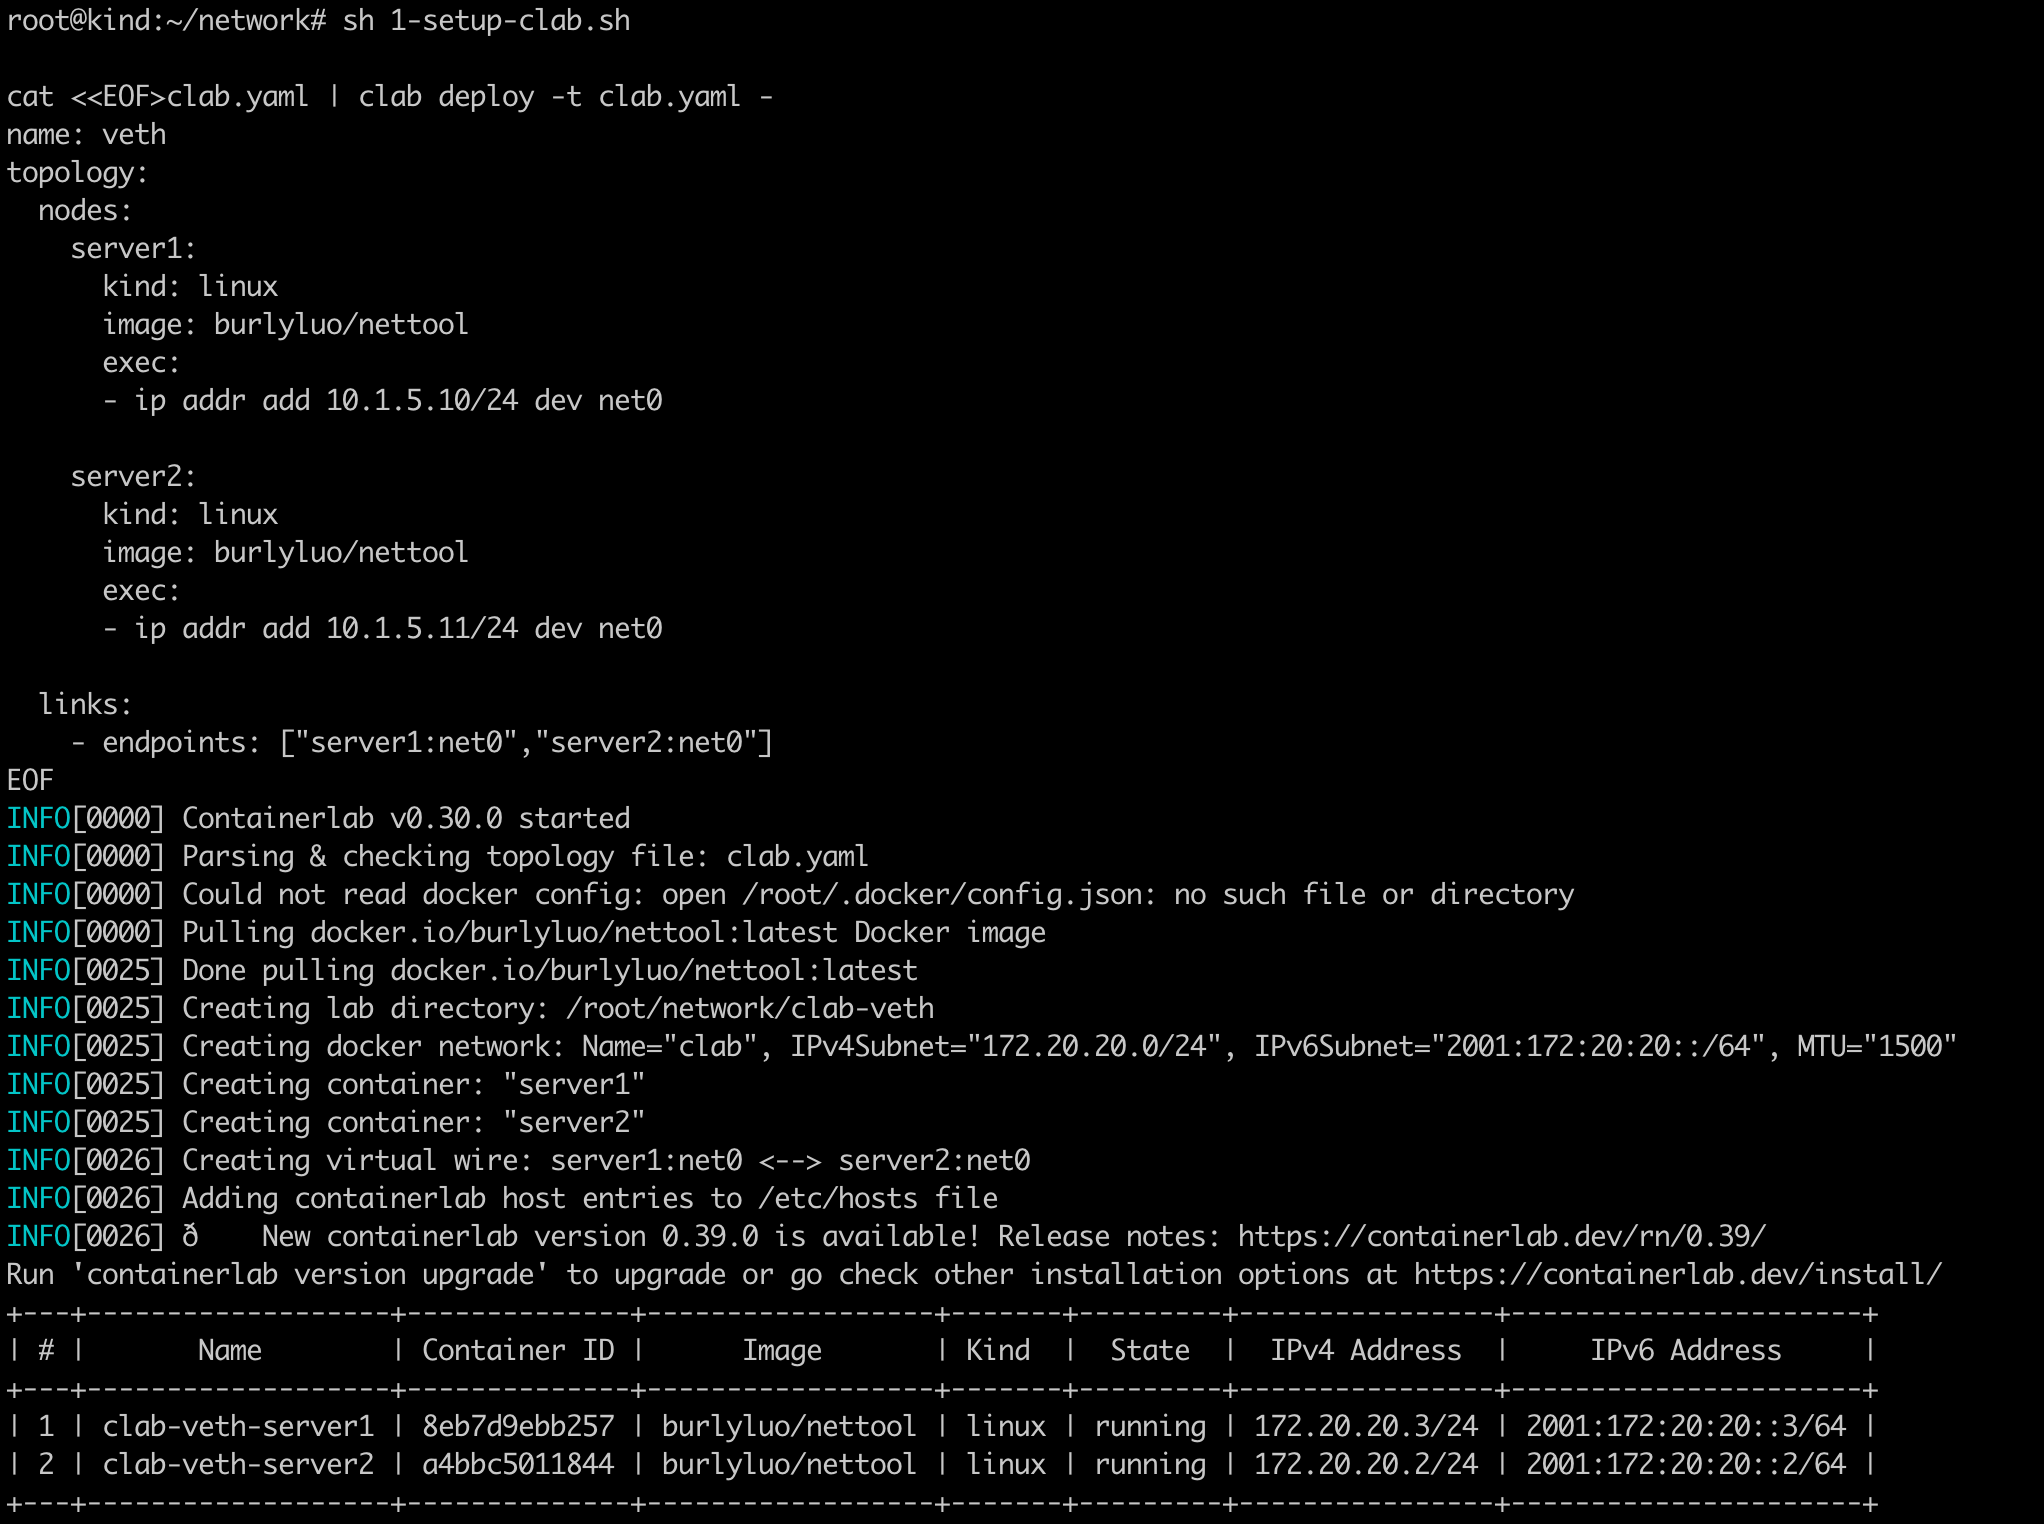 root@kind:~/network# sh 1-setup-clab.sh

cat <<EOF>clab.yaml | clab deploy -t clab.yaml -
name: veth
topology:
  nodes:
    server1:
      kind: linux
      image: burlyluo/nettool
      exec:
      - ip addr add 10.1.5.10/24 dev net0

    server2:
      kind: linux
      image: burlyluo/nettool
      exec:
      - ip addr add 10.1.5.11/24 dev net0

  links:
    - endpoints: ["server1:net0","server2:net0"]
EOF
INFO[0000] Containerlab v0.30.0 started
INFO[0000] Parsing & checking topology file: clab.yaml
INFO[0000] Could not read docker config: open /root/.docker/config.json: no such file or directory
INFO[0000] Pulling docker.io/burlyluo/nettool:latest Docker image
INFO[0025] Done pulling docker.io/burlyluo/nettool:latest
INFO[0025] Creating lab directory: /root/network/clab-veth
INFO[0025] Creating docker network: Name="clab", IPv4Subnet="172.20.20.0/24", IPv6Subnet="2001:172:20:20::/64", MTU="1500"
INFO[0025] Creating container: "server1"
INFO[0025] Creating container: "server2"
INFO[0026] Creating virtual wire: server1:net0 <--> server2:net0
INFO[0026] Adding containerlab host entries to /etc/hosts file
INFO[0026] ð    New containerlab version 0.39.0 is available! Release notes: https://containerlab.dev/rn/0.39/
Run 'containerlab version upgrade' to upgrade or go check other installation options at https://containerlab.dev/install/
+---+-------------------+--------------+------------------+-------+---------+----------------+----------------------+
| # |       Name        | Container ID |      Image       | Kind  |  State  |  IPv4 Address  |     IPv6 Address     |
+---+-------------------+--------------+------------------+-------+---------+----------------+----------------------+
| 1 | clab-veth-server1 | 8eb7d9ebb257 | burlyluo/nettool | linux | running | 172.20.20.3/24 | 2001:172:20:20::3/64 |
| 2 | clab-veth-server2 | a4bbc5011844 | burlyluo/nettool | linux | running | 172.20.20.2/24 | 2001:172:20:20::2/64 |
+---+-------------------+--------------+------------------+-------+---------+----------------+----------------------+